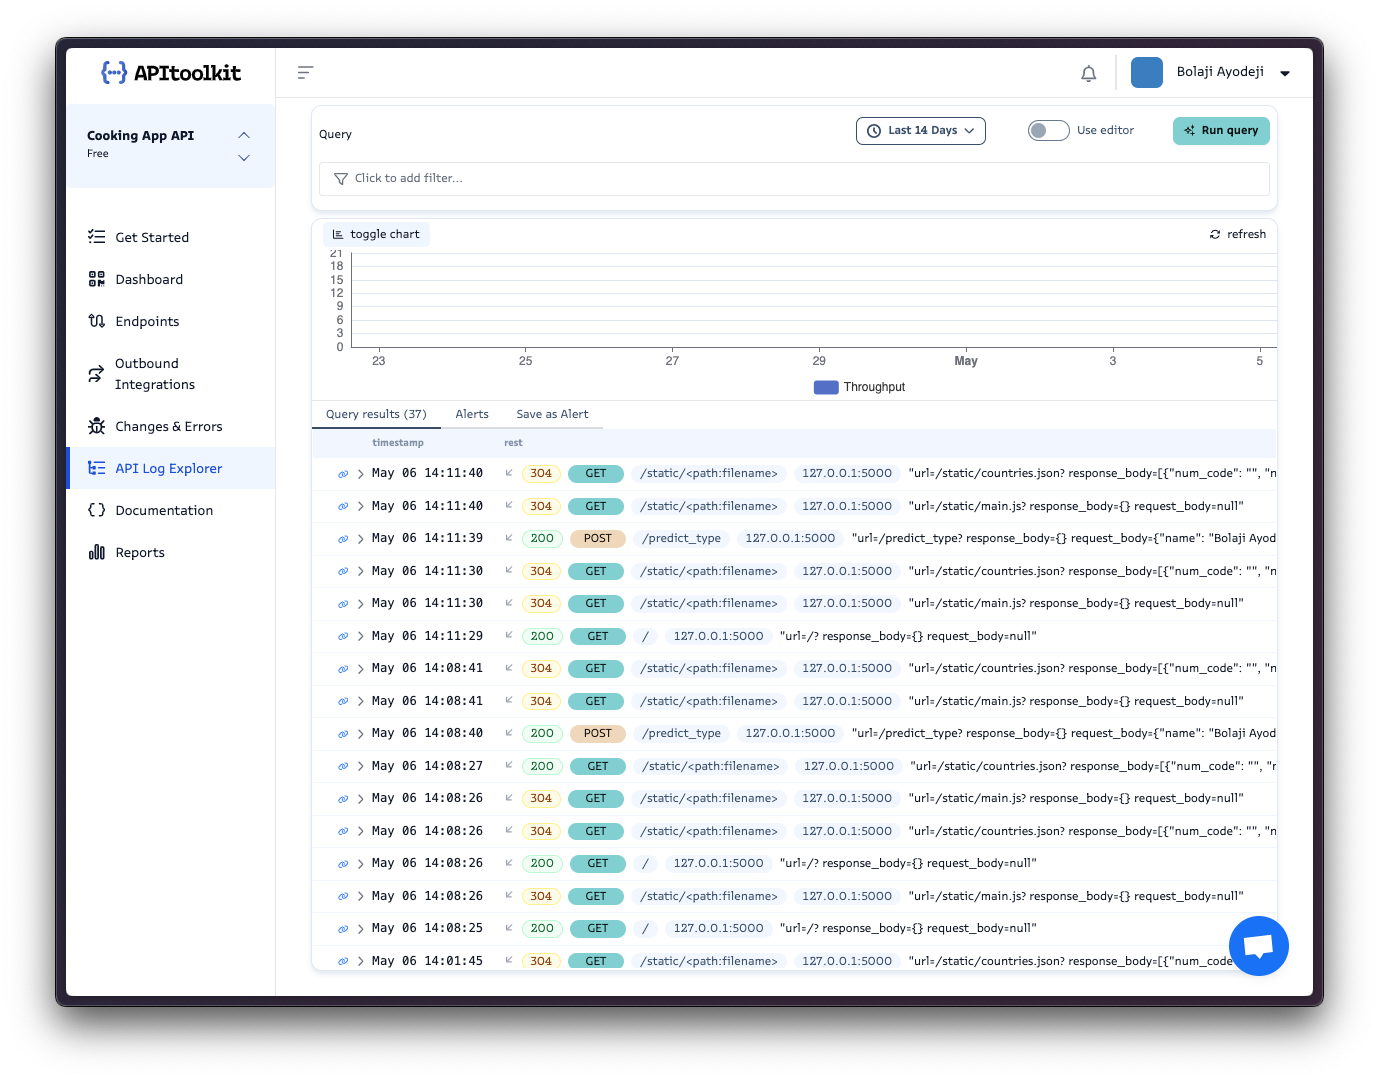 APItoolkit
Bolaji Ayodeji
Cooking App API
Free
Get Started
Dashboard
Endpoints
Outbound
Integrations
Changes & Errors
API Log Explorer
Documentation
Reports
Query
Last 14 Days
Use editor
Run query
Click to add filter...
toggle chart
refresh
21
18
15
12
9
6
3
0
23 25 27 29 May 3 5
Throughput
Query results (37) Alerts Save as Alert
timestamp rest
May 06 14:11:40 304 GET /static/<path:filename> 127.0.0.1:5000 "url=/static/countries.json? response_body=[{"num_code": "", "n
May 06 14:11:40 304 GET /static/<path:filename> 127.0.0.1:5000 "url=/static/main.js? response_body={} request_body=null"
May 06 14:11:39 200 POST /predict_type 127.0.0.1:5000 "url=/predict_type? response_body={} request_body={"name": "Bolaji Ayod
May 06 14:11:30 304 GET /static/<path:filename> 127.0.0.1:5000 "url=/static/countries.json? response_body=[{"num_code": "", "n
May 06 14:11:30 304 GET /static/<path:filename> 127.0.0.1:5000 "url=/static/main.js? response_body={} request_body=null"
May 06 14:11:29 200 GET / 127.0.0.1:5000 "url=/? response_body={} request_body=null"
May 06 14:08:41 304 GET /static/<path:filename> 127.0.0.1:5000 "url=/static/countries.json? response_body=[{"num_code": "", "n
May 06 14:08:41 304 GET /static/<path:filename> 127.0.0.1:5000 "url=/static/main.js? response_body={} request_body=null"
May 06 14:08:40 200 POST /predict_type 127.0.0.1:5000 "url=/predict_type? response_body={} request_body={"name": "Bolaji Ayod
May 06 14:08:27 200 GET /static/<path:filename> 127.0.0.1:5000 "url=/static/countries.json? response_body=[{"num_code": "", "n
May 06 14:08:26 304 GET /static/<path:filename> 127.0.0.1:5000 "url=/static/main.js? response_body={} request_body=null"
May 06 14:08:26 304 GET /static/<path:filename> 127.0.0.1:5000 "url=/static/countries.json? response_body=[{"num_code": "", "n
May 06 14:08:26 200 GET / 127.0.0.1:5000 "url=/? response_body={} request_body=null"
May 06 14:08:26 304 GET /static/<path:filename> 127.0.0.1:5000 "url=/static/main.js? response_body={} request_body=null"
May 06 14:08:25 200 GET / 127.0.0.1:5000 "url=/? response_body={} request_body=null"
May 06 14:01:45 304 GET /static/<path:filename> 127.0.0.1:5000 "url=/static/countries.json? response_body=[{"num_code